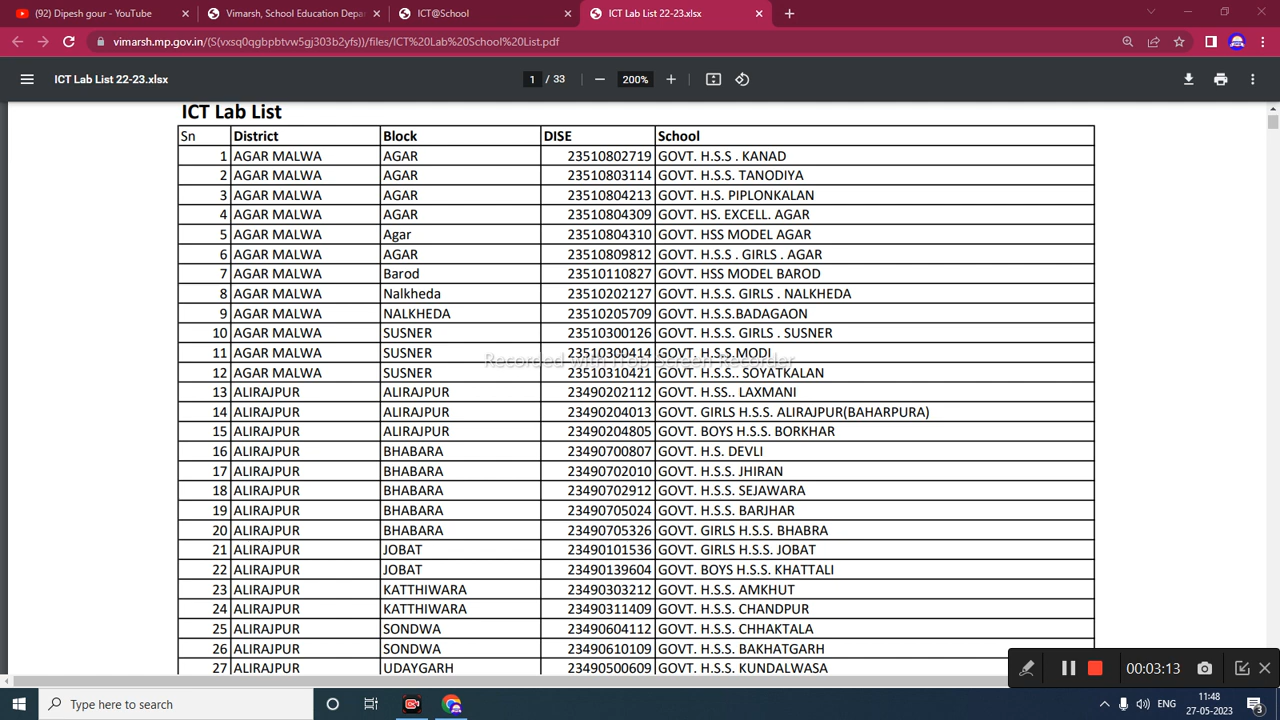 (92) Dipesh gour - YouTube
Vimarsh, School Education Depa
ICT@School
ICT Lab List 22-23.xlsx
vimarsh.mp.gov.in/(S(vxsq0qgbpbtvw5gj303b2yfs))/files/ICT%20Lab%20School%20List.pdf
ICT Lab List 22-23.xlsx
1 / 33
200%
ICT Lab List
Sn District Block DISE School
1 AGAR MALWA AGAR 23510802719 GOVT. H.S.S . KANAD
2 AGAR MALWA AGAR 23510803114 GOVT. H.S.S. TANODIYA
3 AGAR MALWA AGAR 23510804213 GOVT. H.S. PIPLONKALAN
4 AGAR MALWA AGAR 23510804309 GOVT. HS. EXCELL. AGAR
5 AGAR MALWA Agar 23510804310 GOVT. HSS MODEL AGAR
6 AGAR MALWA AGAR 23510809812 GOVT. H.S.S . GIRLS . AGAR
7 AGAR MALWA Barod 23510110827 GOVT. HSS MODEL BAROD
8 AGAR MALWA Nalkheda 23510202127 GOVT. H.S.S. GIRLS . NALKHEDA
9 AGAR MALWA NALKHEDA 23510205709 GOVT. H.S.S.BADAGAON
10 AGAR MALWA SUSNER 23510300126 GOVT. H.S.S. GIRLS . SUSNER
11 AGAR MALWA SUSNER 23510300414 GOVT. H.S.S.MODI
Recorded with iTop Screen Recorder
12 AGAR MALWA SUSNER 23510310421 GOVT. H.S.S.. SOYATKALAN
13 ALIRAJPUR ALIRAJPUR 23490202112 GOVT. H.SS.. LAXMANI
14 ALIRAJPUR ALIRAJPUR 23490204013 GOVT. GIRLS H.S.S. ALIRAJPUR(BAHARPURA)
15 ALIRAJPUR ALIRAJPUR 23490204805 GOVT. BOYS H.S.S. BORKHAR
16 ALIRAJPUR BHABARA 23490700807 GOVT. H.S. DEVLI
17 ALIRAJPUR BHABARA 23490702010 GOVT. H.S.S. JHIRAN
18 ALIRAJPUR BHABARA 23490702912 GOVT. H.S.S. SEJAWARA
19 ALIRAJPUR BHABARA 23490705024 GOVT. H.S.S. BARJHAR
20 ALIRAJPUR BHABARA 23490705326 GOVT. GIRLS H.S.S. BHABRA
21 ALIRAJPUR JOBAT 23490101536 GOVT. GIRLS H.S.S. JOBAT
22 ALIRAJPUR JOBAT 23490139604 GOVT. BOYS H.S.S. KHATTALI
23 ALIRAJPUR KATTHIWARA 23490303212 GOVT. H.S.S. AMKHUT
24 ALIRAJPUR KATTHIWARA 23490311409 GOVT. H.S.S. CHANDPUR
25 ALIRAJPUR SONDWA 23490604112 GOVT. H.S.S. CHHAKTALA
26 ALIRAJPUR SONDWA 23490610109 GOVT. H.S.S. BAKHATGARH
27 ALIRAJPUR UDAYGARH 23490500609 GOVT. H.S.S. KUNDALWASA
00:03:13
Type here to search
ENG
11:48
27-05-2023
3